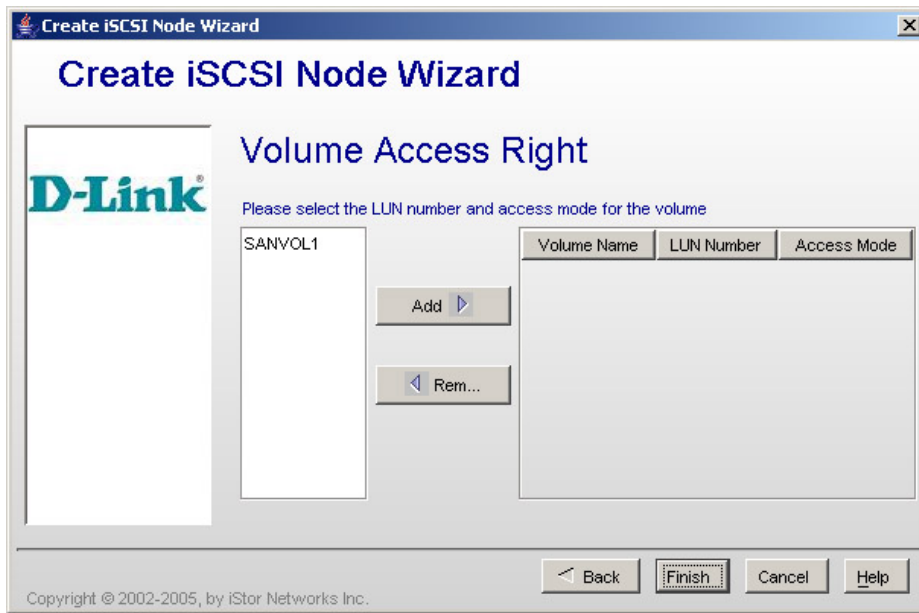 Create iSCSI Node Wizard
Create iSCSI Node Wizard
D-Link®
Volume Access Right
Please select the LUN number and access mode for the volume
SANVOL1
Volume Name LUN Number Access Mode
Add
Rem...
Back Finish Cancel Help
Copyright © 2002-2005, by iStor Networks Inc.